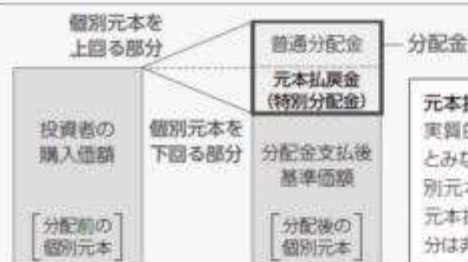 個別元本を
上回る部分
普通分配金
分配金
元本払戻金
(特別分配金)
投資者の
購入価額
個別元本を
下回る部分
分配金支払後
基準価額
分配前の
個別元本
分配後の
個別元本
元本
実質
とみな
別元
元本
分は非